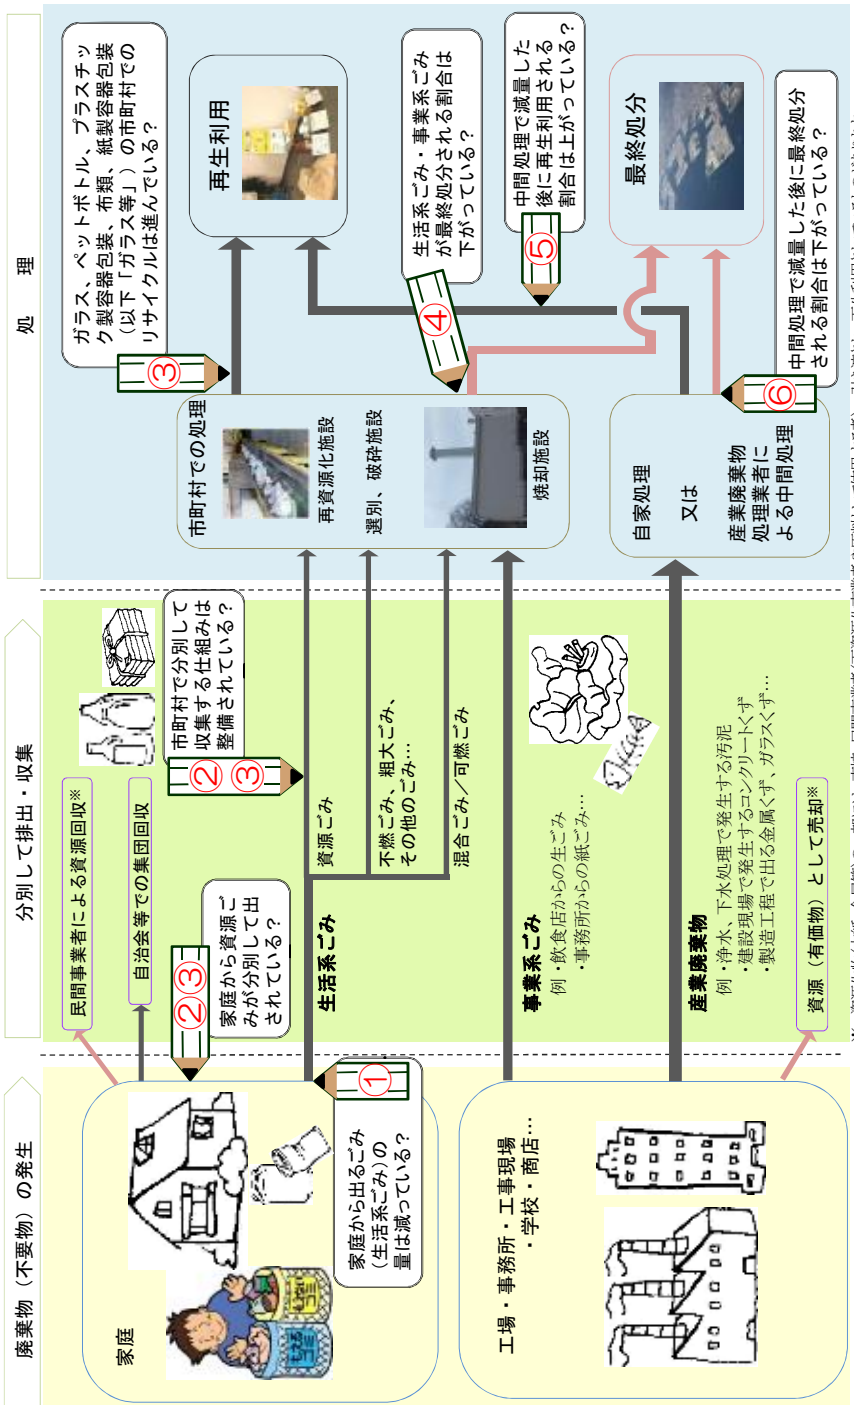 廃棄物（不要物）の発生
分別して排出・収集
処　理
家庭
家庭から出るごみ
（生活系ごみ）の
量は減っている？
①
工場・事務所・工事現場
・学校・商店…
民間事業者による資源回収※
自治会等での集団回収
②③
家庭から資源ご
みが分別して出
されている？
生活系ごみ
②
③
市町村で分別して
収集する仕組みは
整備されている？
資源ごみ
不燃ごみ、粗大ごみ、
その他のごみ…
混合ごみ／可燃ごみ
事業系ごみ
例・飲食店からの生ごみ
・事務所からの紙ごみ…
産業廃棄物
例・浄水、下水処理で発生する汚泥
・建設現場で発生するコンクリートくず
・製造工程で出る金属くず、ガラスくず…
資源（有価物）として売却※
③
ガラス、ペットボトル、プラスチッ
ク製容器包装、布類、紙製容器包装
（以下「ガラス等」）の市町村での
リサイクルは進んでいる？
市町村での処理
再資源化施設
選別、破砕施設
焼却施設
再生利用
④
生活系ごみ・事業系ごみ
が最終処分される割合は
下がっている？
⑤
中間処理で減量した
後に再生利用される
割合は上がっている？
自家処理
又は
産業廃棄物
処理業者に
よる中間処理
最終処分
⑥
中間処理で減量した後に最終処分
される割合は下がっている？